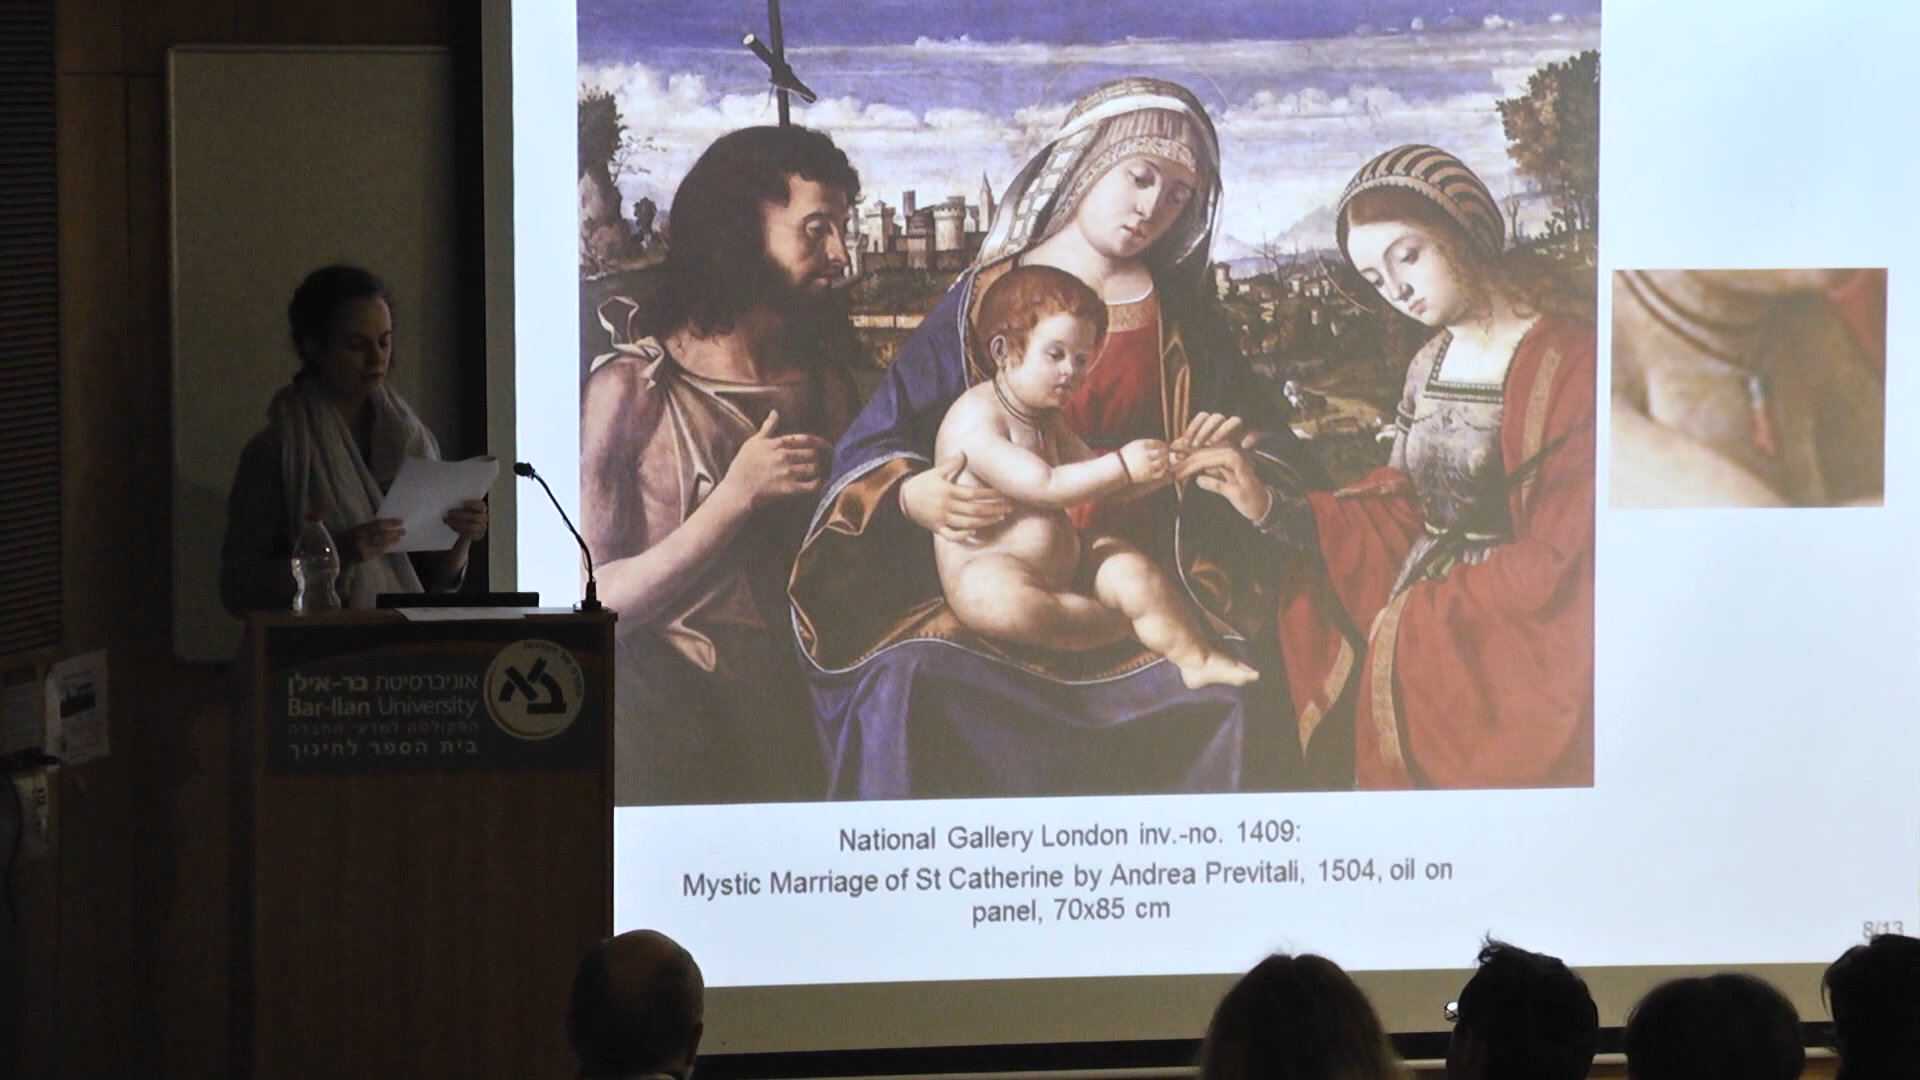 אוניברסיטת בר-אילן
Bar-Ilan University
הפקולטה למדעי החברה
בית הספר לחינוך
National Gallery London inv.-no. 1409:
Mystic Marriage of St Catherine by Andrea Previtali, 1504, oil on
panel, 70x85 cm
8/13